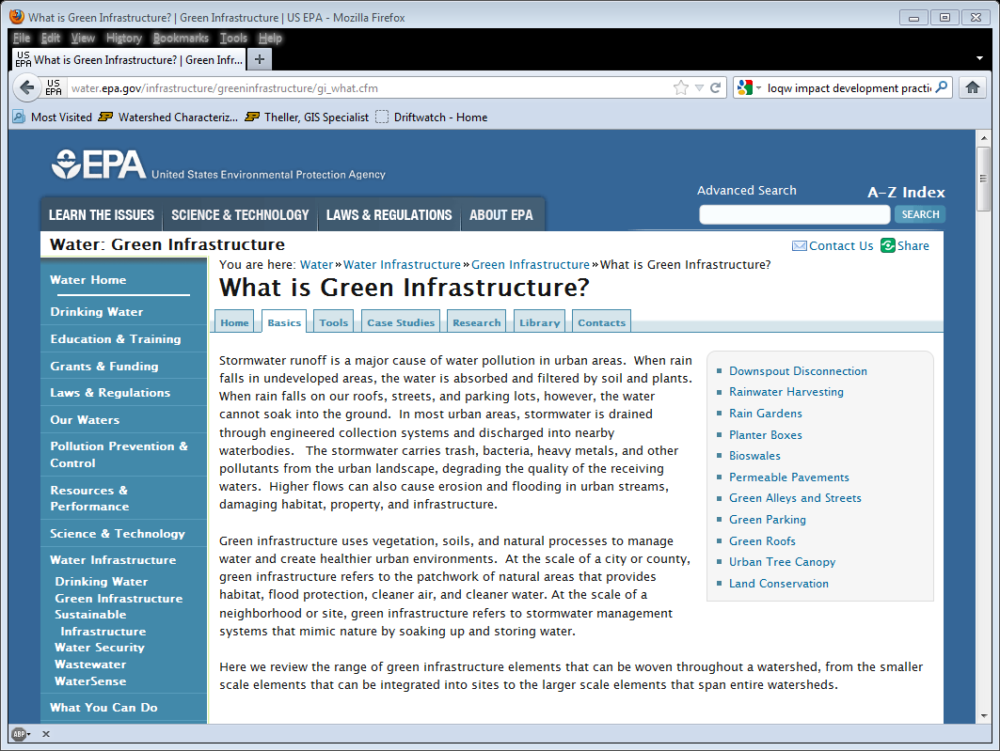 What is Green Infrastructure? | Green Infrastructure | US EPA - Mozilla Firefox
File Edit View History Bookmarks Tools Help
US EPA What is Green Infrastructure? | Green Infr... +
US EPA water.epa.gov/infrastructure/greeninfrastructure/gi_what.cfm loqw impact development practic
Most Visited Watershed Characteriz... Theller, GIS Specialist Driftwatch - Home
EPA United States Environmental Protection Agency
Advanced Search A-Z Index
LEARN THE ISSUES SCIENCE & TECHNOLOGY LAWS & REGULATIONS ABOUT EPA
SEARCH
Water: Green Infrastructure
Contact Us Share
You are here: Water » Water Infrastructure » Green Infrastructure » What is Green Infrastructure?
What is Green Infrastructure?
Home Basics Tools Case Studies Research Library Contacts
Water Home
Drinking Water
Education & Training
Grants & Funding
Laws & Regulations
Our Waters
Pollution Prevention &
Control
Resources &
Performance
Science & Technology
Water Infrastructure
Drinking Water
Green Infrastructure
Sustainable
Infrastructure
Water Security
Wastewater
WaterSense
What You Can Do
Stormwater runoff is a major cause of water pollution in urban areas. When rain
falls in undeveloped areas, the water is absorbed and filtered by soil and plants.
When rain falls on our roofs, streets, and parking lots, however, the water
cannot soak into the ground. In most urban areas, stormwater is drained
through engineered collection systems and discharged into nearby
waterbodies. The stormwater carries trash, bacteria, heavy metals, and other
pollutants from the urban landscape, degrading the quality of the receiving
waters. Higher flows can also cause erosion and flooding in urban streams,
damaging habitat, property, and infrastructure.
Green infrastructure uses vegetation, soils, and natural processes to manage
water and create healthier urban environments. At the scale of a city or county,
green infrastructure refers to the patchwork of natural areas that provides
habitat, flood protection, cleaner air, and cleaner water. At the scale of a
neighborhood or site, green infrastructure refers to stormwater management
systems that mimic nature by soaking up and storing water.
Here we review the range of green infrastructure elements that can be woven throughout a watershed, from the smaller
scale elements that can be integrated into sites to the larger scale elements that span entire watersheds.
Downspout Disconnection
Rainwater Harvesting
Rain Gardens
Planter Boxes
Bioswales
Permeable Pavements
Green Alleys and Streets
Green Parking
Green Roofs
Urban Tree Canopy
Land Conservation
ABP x